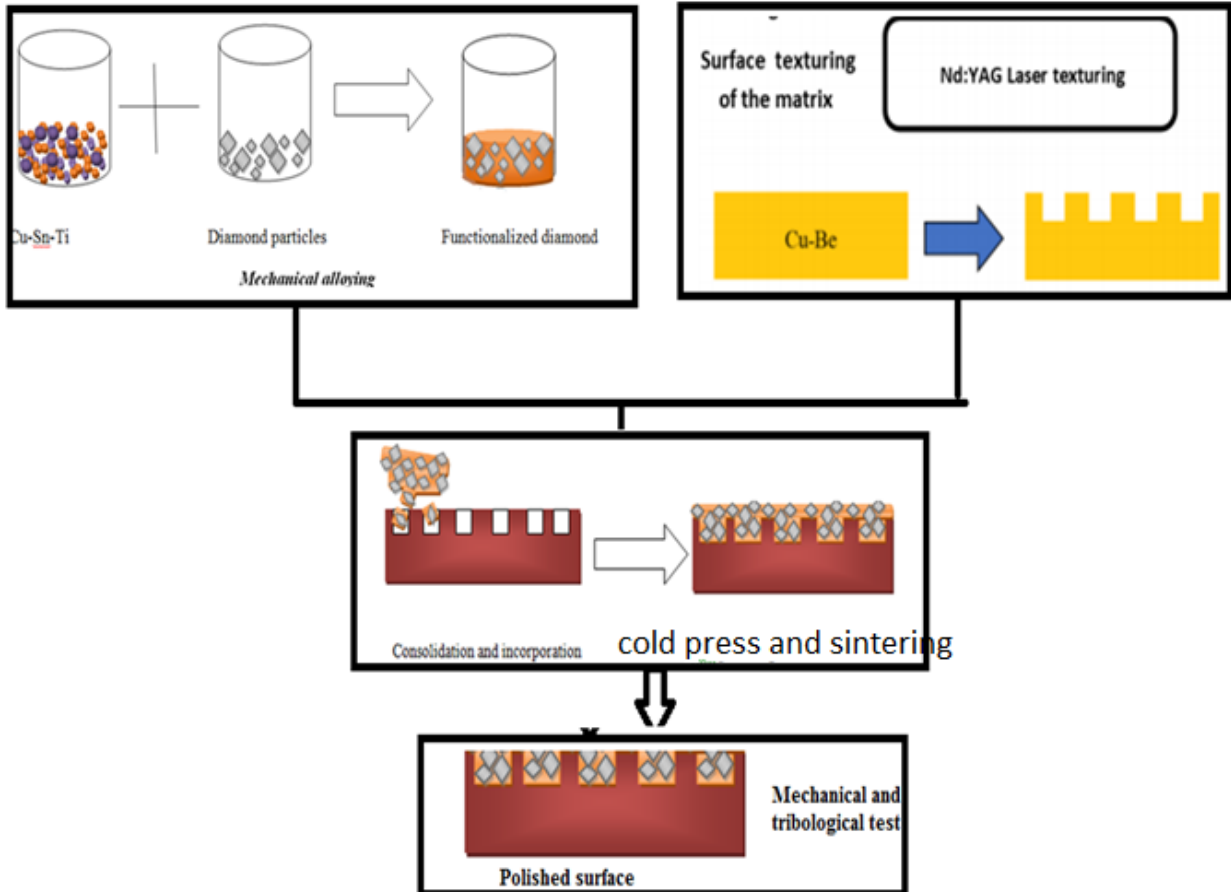 Cu-Sn-Ti
Diamond particles
Functionalized diamond
Mechanical alloying
Surface texturing
of the matrix
Nd:YAG Laser texturing
Cu-Be
Consolidation and incorporation
cold press and sintering
Mechanical and
tribological test
Polished surface